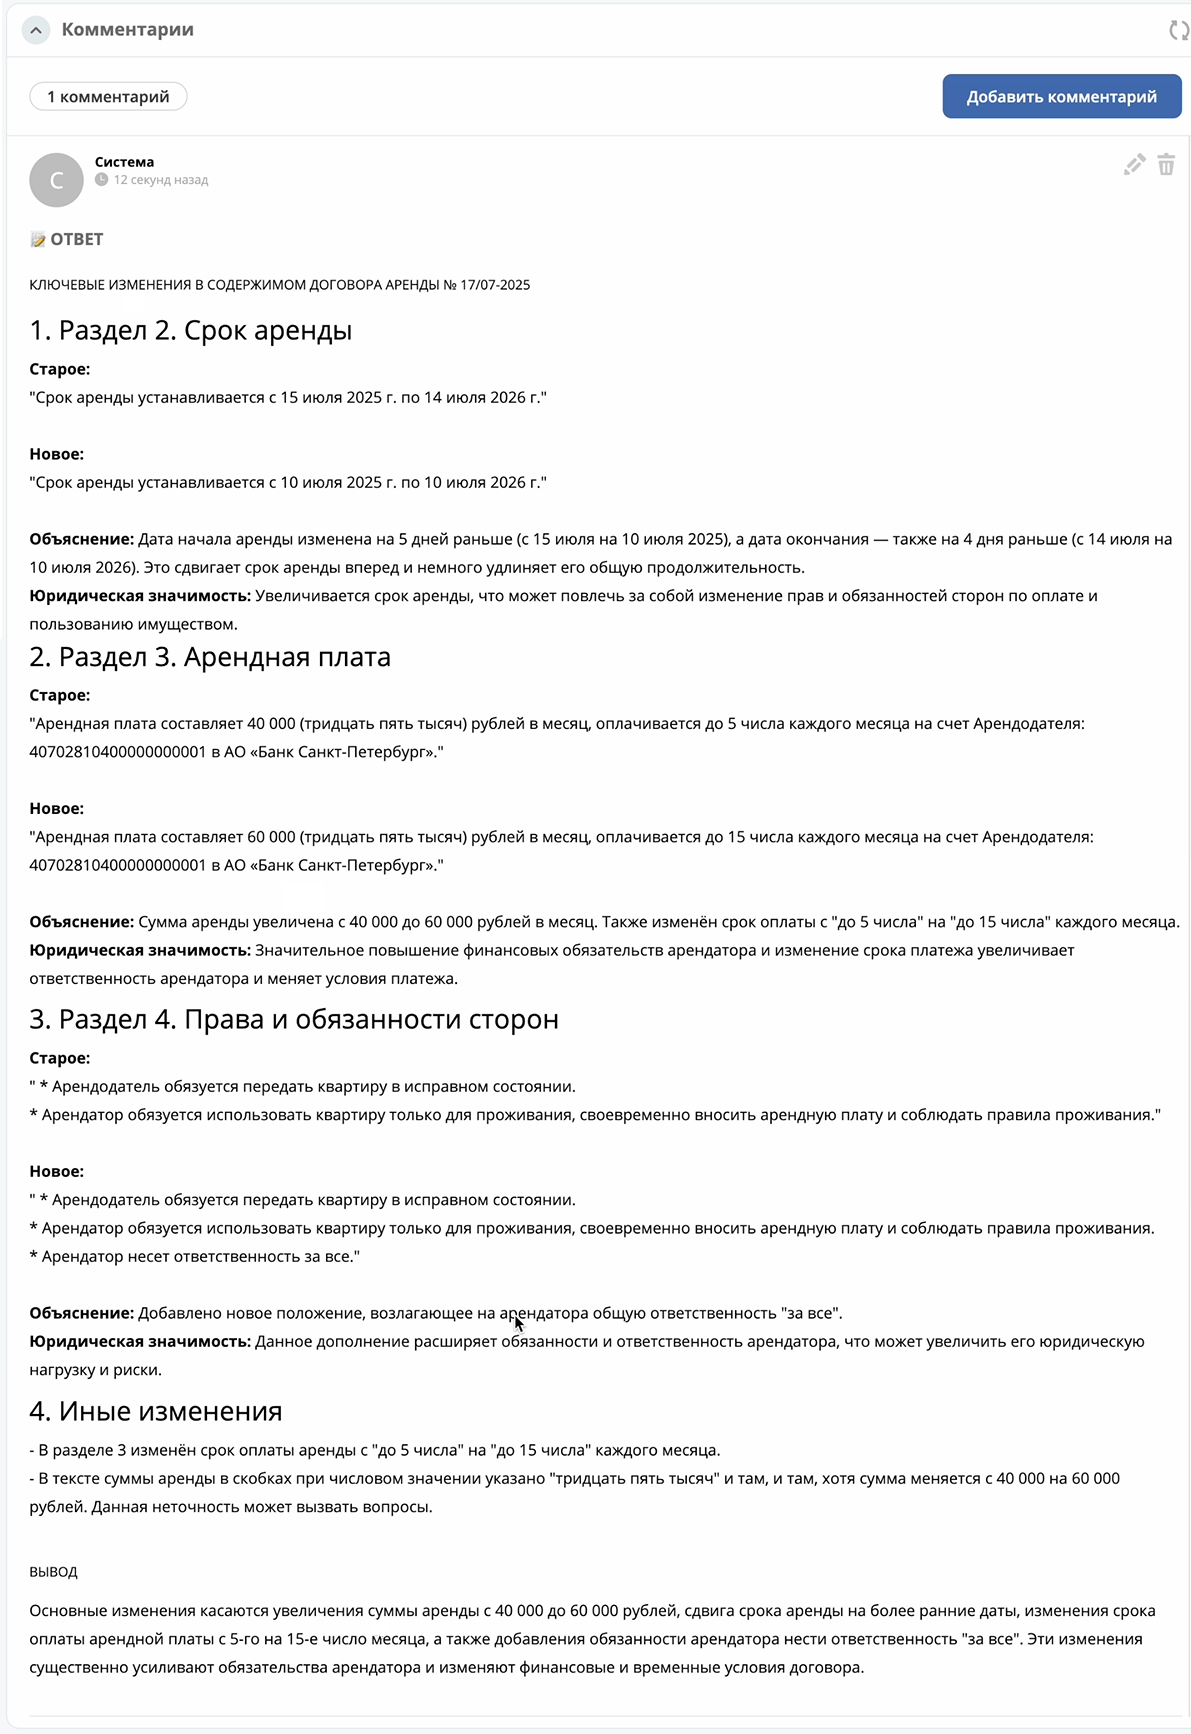 Комментарии
1 комментарий
Добавить комментарий
С
Система
12 секунд назад
📝 ОТВЕТ
КЛЮЧЕВЫЕ ИЗМЕНЕНИЯ В СОДЕРЖИМОМ ДОГОВОРА АРЕНДЫ № 17/07-2025
1. Раздел 2. Срок аренды
Старое:
"Срок аренды устанавливается с 15 июля 2025 г. по 14 июля 2026 г."
Новое:
"Срок аренды устанавливается с 10 июля 2025 г. по 10 июля 2026 г."
Объяснение: Дата начала аренды изменена на 5 дней раньше (с 15 июля на 10 июля 2025), а дата окончания — также на 4 дня раньше (с 14 июля на
10 июля 2026). Это сдвигает срок аренды вперед и немного удлиняет его общую продолжительность.
Юридическая значимость: Увеличивается срок аренды, что может повлечь за собой изменение прав и обязанностей сторон по оплате и
пользованию имуществом.
2. Раздел 3. Арендная плата
Старое:
"Арендная плата составляет 40 000 (тридцать пять тысяч) рублей в месяц, оплачивается до 5 числа каждого месяца на счет Арендодателя:
40702810400000000001 в АО «Банк Санкт-Петербург»."
Новое:
"Арендная плата составляет 60 000 (тридцать пять тысяч) рублей в месяц, оплачивается до 15 числа каждого месяца на счет Арендодателя:
40702810400000000001 в АО «Банк Санкт-Петербург»."
Объяснение: Сумма аренды увеличена с 40 000 до 60 000 рублей в месяц. Также изменён срок оплаты с "до 5 числа" на "до 15 числа" каждого месяца.
Юридическая значимость: Значительное повышение финансовых обязательств арендатора и изменение срока платежа увеличивает
ответственность арендатора и меняет условия платежа.
3. Раздел 4. Права и обязанности сторон
Старое:
" * Арендодатель обязуется передать квартиру в исправном состоянии.
* Арендатор обязуется использовать квартиру только для проживания, своевременно вносить арендную плату и соблюдать правила проживания."
Новое:
" * Арендодатель обязуется передать квартиру в исправном состоянии.
* Арендатор обязуется использовать квартиру только для проживания, своевременно вносить арендную плату и соблюдать правила проживания.
* Арендатор несет ответственность за все."
Объяснение: Добавлено новое положение, возлагающее на арендатора общую ответственность "за все".
Юридическая значимость: Данное дополнение расширяет обязанности и ответственность арендатора, что может увеличить его юридическую
нагрузку и риски.
4. Иные изменения
- В разделе 3 изменён срок оплаты аренды с "до 5 числа" на "до 15 числа" каждого месяца.
- В тексте суммы аренды в скобках при числовом значении указано "тридцать пять тысяч" и там, и там, хотя сумма меняется с 40 000 на 60 000
рублей. Данная неточность может вызвать вопросы.
ВЫВОД
Основные изменения касаются увеличения суммы аренды с 40 000 до 60 000 рублей, сдвига срока аренды на более ранние даты, изменения срока
оплаты арендной платы с 5-го на 15-е число месяца, а также добавления обязанности арендатора нести ответственность "за все". Эти изменения
существенно усиливают обязательства арендатора и изменяют финансовые и временные условия договора.